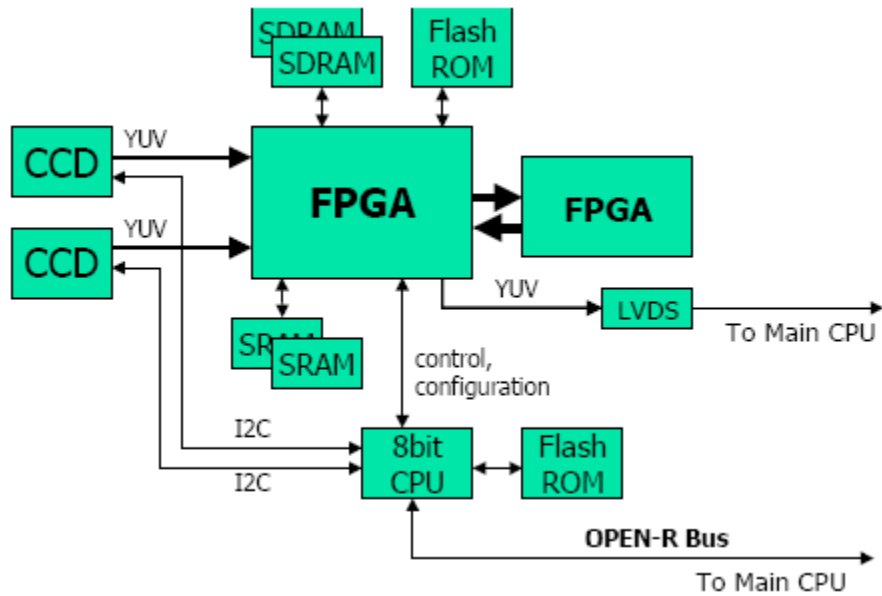 SDRAM
SDRAM
Flash
ROM
YUV
CCD
FPGA
FPGA
YUV
CCD
YUV
LVDS
To Main CPU
SRAM
SRAM
control,
configuration
I2C
8bit
CPU
Flash
ROM
I2C
OPEN-R Bus
To Main CPU